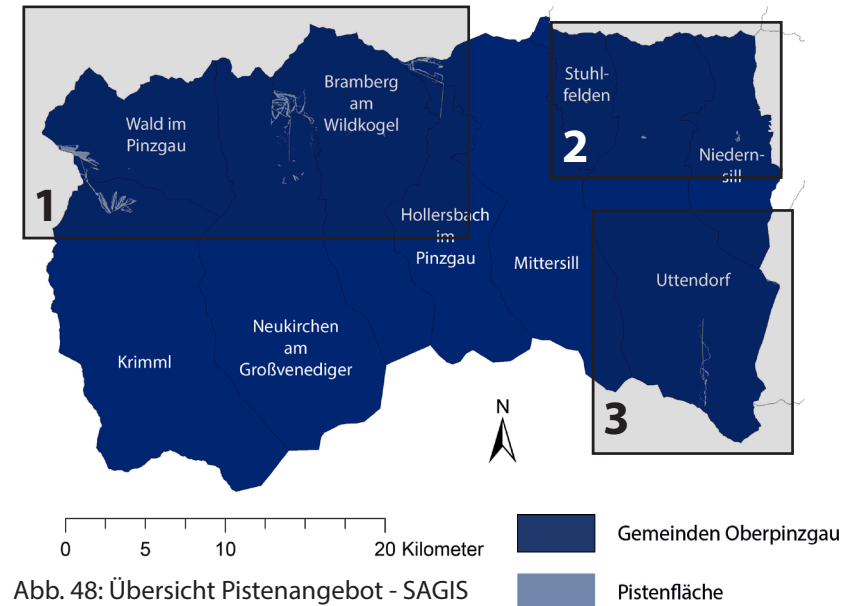 Stuhl-
felden
Bramberg
am
Wildkogel
Wald im
Pinzgau
2
Niedern-
sill
1
Hollersbach
im
Pinzgau
Mittersill
Uttendorf
Neukirchen
am
Großvenediger
Krimml
N
3
0 5 10 20 Kilometer
Gemeinden Oberpinzgau
Abb. 48: Übersicht Pistenangebot - SAGIS
Pistenfläche